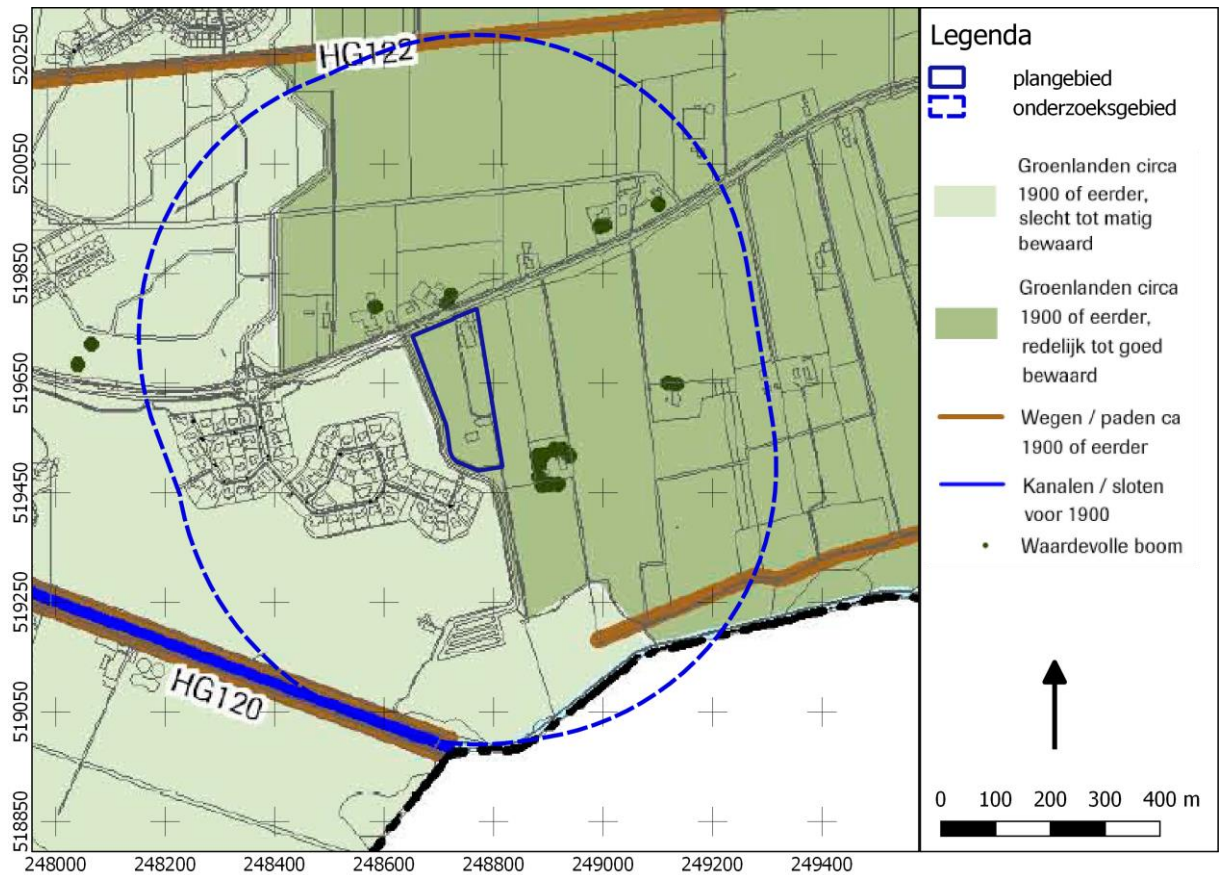 HG122
HG120
520250
520050
519850
519650
519450
519250
519050
518850
248000 248200 248400 248600 248800 249000 249200 249400
Legenda
plangebied
onderzoeksgebied
Groenlanden circa
1900 of eerder,
slecht tot matig
bewaard
Groenlanden circa
1900 of eerder,
redelijk tot goed
bewaard
Wegen / paden ca
1900 of eerder
Kanalen / sloten
voor 1900
Waardevolle boom
0 100 200 300 400 m